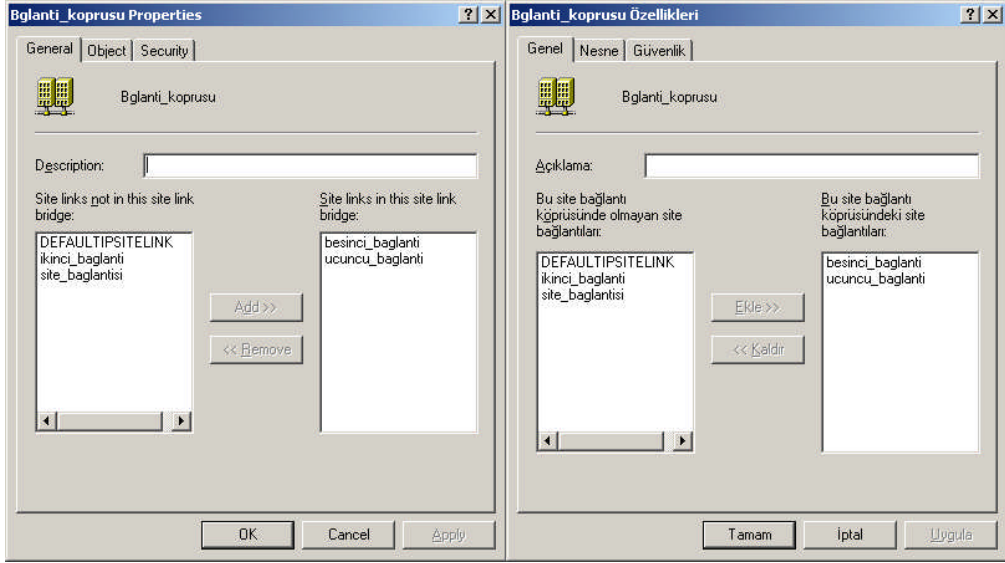 Bglanti_koprusu Properties
General Object Security
Bglanti_koprusu
Description:
Site links not in this site link
bridge:
DEFAULTIPSITELINK
ikinci_baglanti
site_baglantisi
Add >>
<< Remove
Site links in this site link
bridge:
besinci_baglanti
ucuncu_baglanti
OK Cancel Apply
Bglanti_koprusu Özellikleri
Genel Nesne Güvenlik
Bglanti_koprusu
Açıklama:
Bu site bağlantı
köprüsünde olmayan site
bağlantıları:
DEFAULTIPSITELINK
ikinci_baglanti
site_baglantisi
Ekle >>
<< Kaldır
Bu site bağlantı
köprüsündeki site
bağlantıları:
besinci_baglanti
ucuncu_baglanti
Tamam İptal Uygula